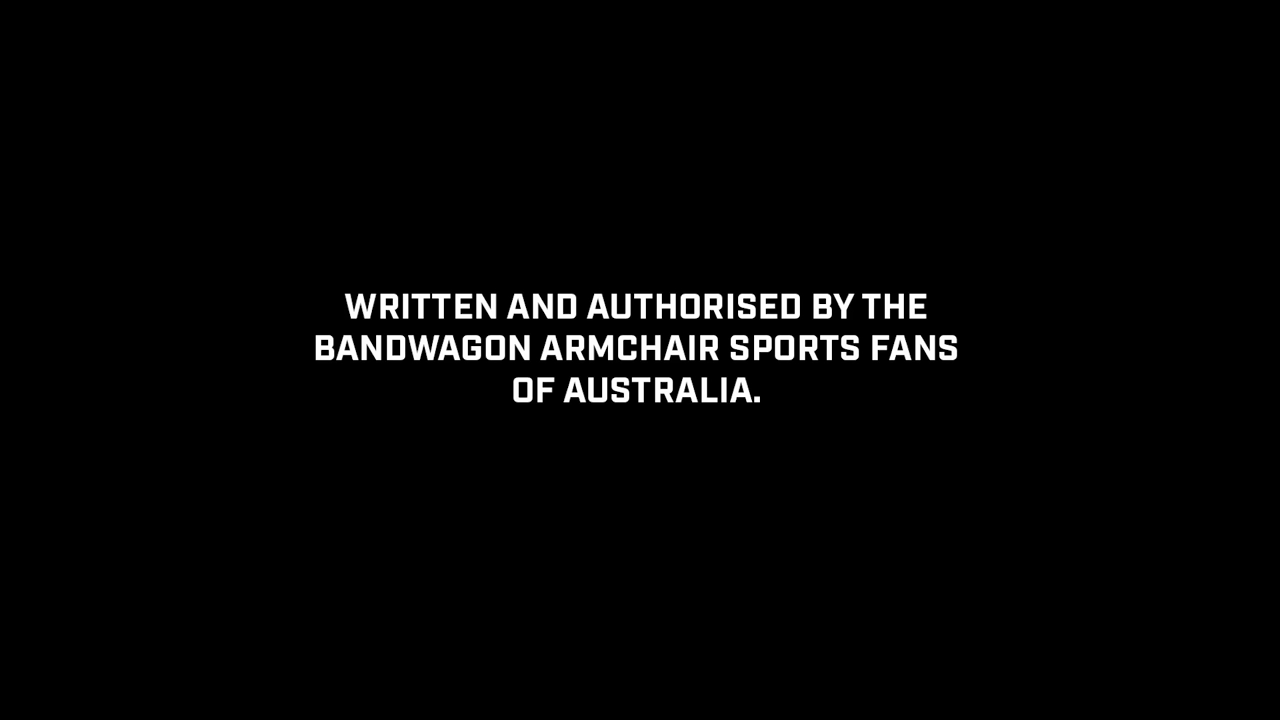 WRITTEN AND AUTHORISED BY THE
BANDWAGON ARMCHAIR SPORTS FANS
OF AUSTRALIA.